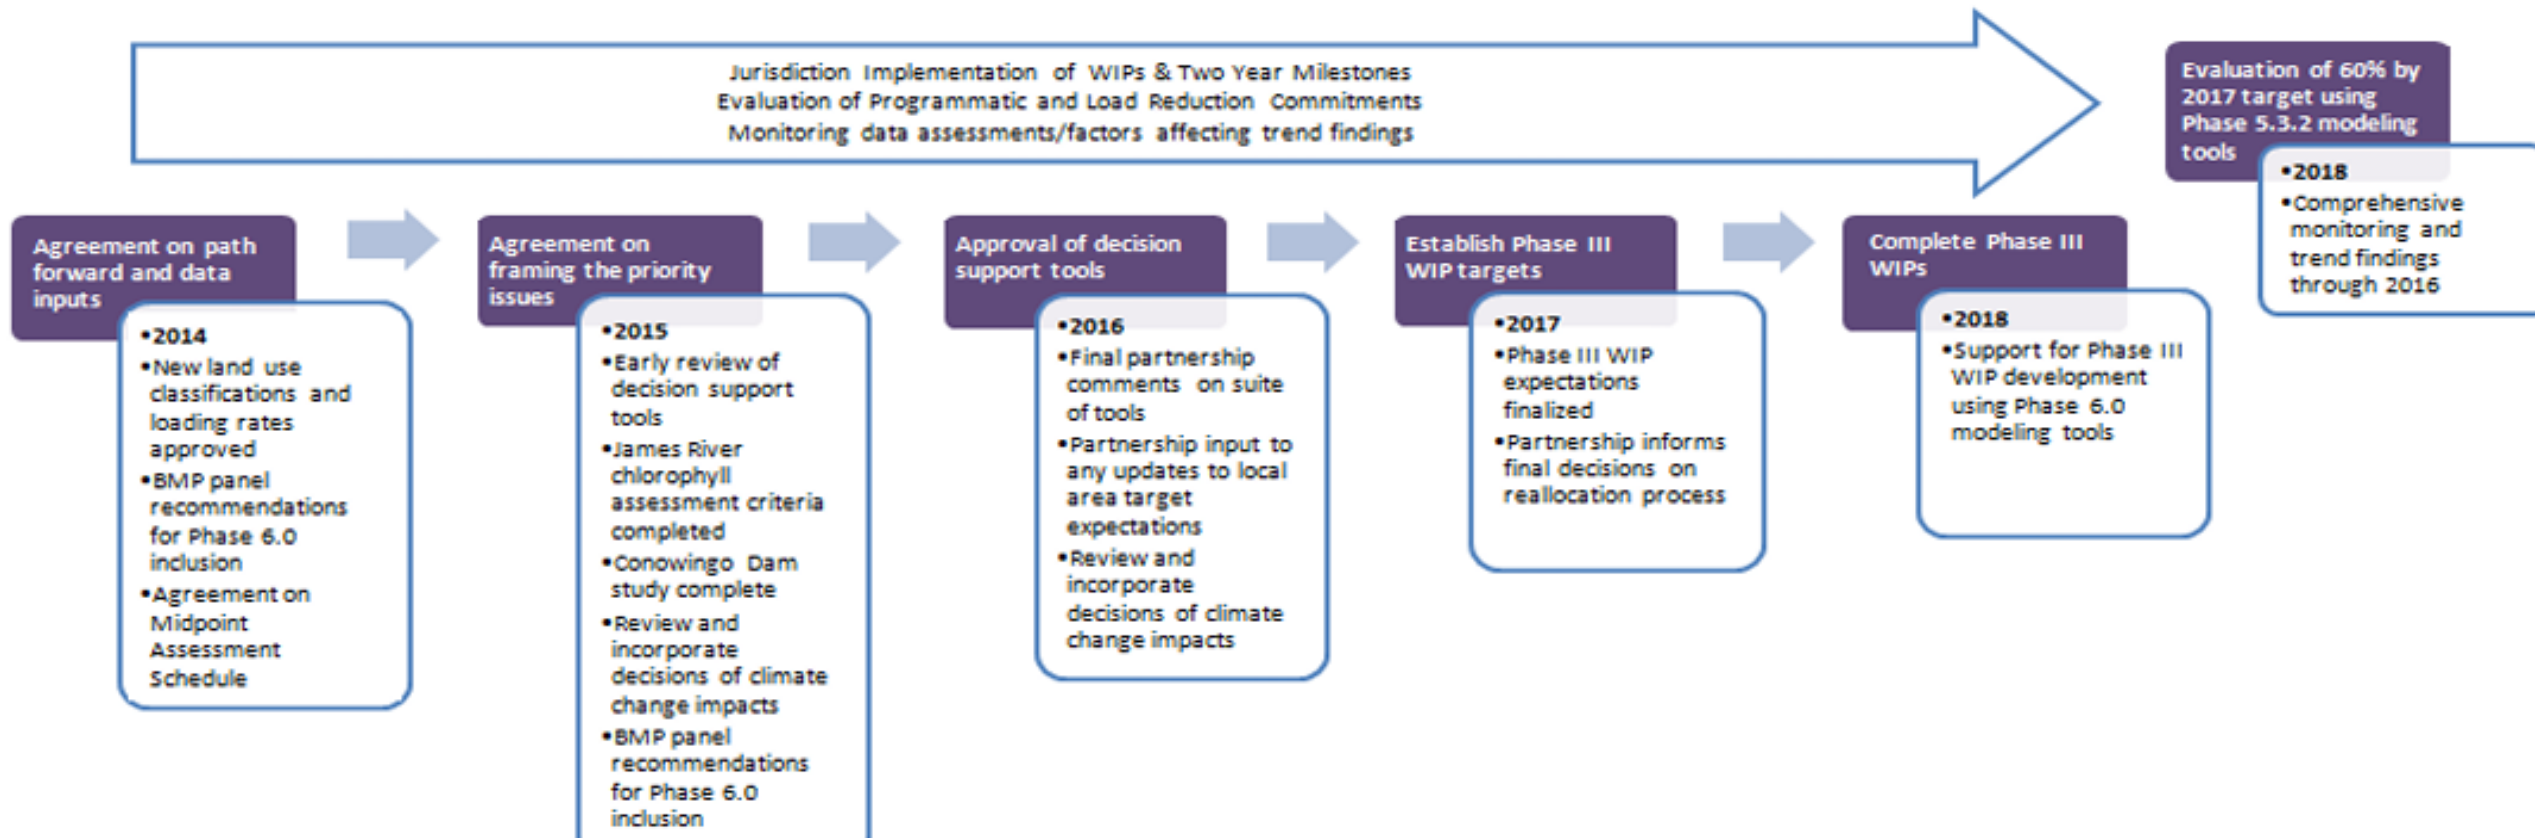 Jurisdiction Implementation of WIPs & Two Year Milestones
Evaluation of Programmatic and Load Reduction Commitments
Monitoring data assessments/factors affecting trend findings
Evaluation of 60% by
2017 target using
Phase 5.3.2 modeling
tools
•2018
•Comprehensive
monitoring and
trend findings
through 2016
Agreement on path
forward and data
inputs
•2014
•New land use
classifications and
loading rates
approved
•BMP panel
recommendations
for Phase 6.0
inclusion
•Agreement on
Midpoint
Assessment
Schedule
Agreement on
framing the priority
issues
•2015
•Early review of
decision support
tools
•James River
chlorophyll
assessment criteria
completed
•Conowingo Dam
study complete
•Review and
incorporate
decisions of climate
change impacts
•BMP panel
recommendations
for Phase 6.0
inclusion
Approval of decision
support tools
•2016
•Final partnership
comments on suite
of tools
•Partnership input to
any updates to local
area target
expectations
•Review and
incorporate
decisions of climate
change impacts
Establish Phase III
WIP targets
•2017
•Phase III WIP
expectations
finalized
•Partnership informs
final decisions on
reallocation process
Complete Phase III
WIPs
•2018
•Support for Phase III
WIP development
using Phase 6.0
modeling tools